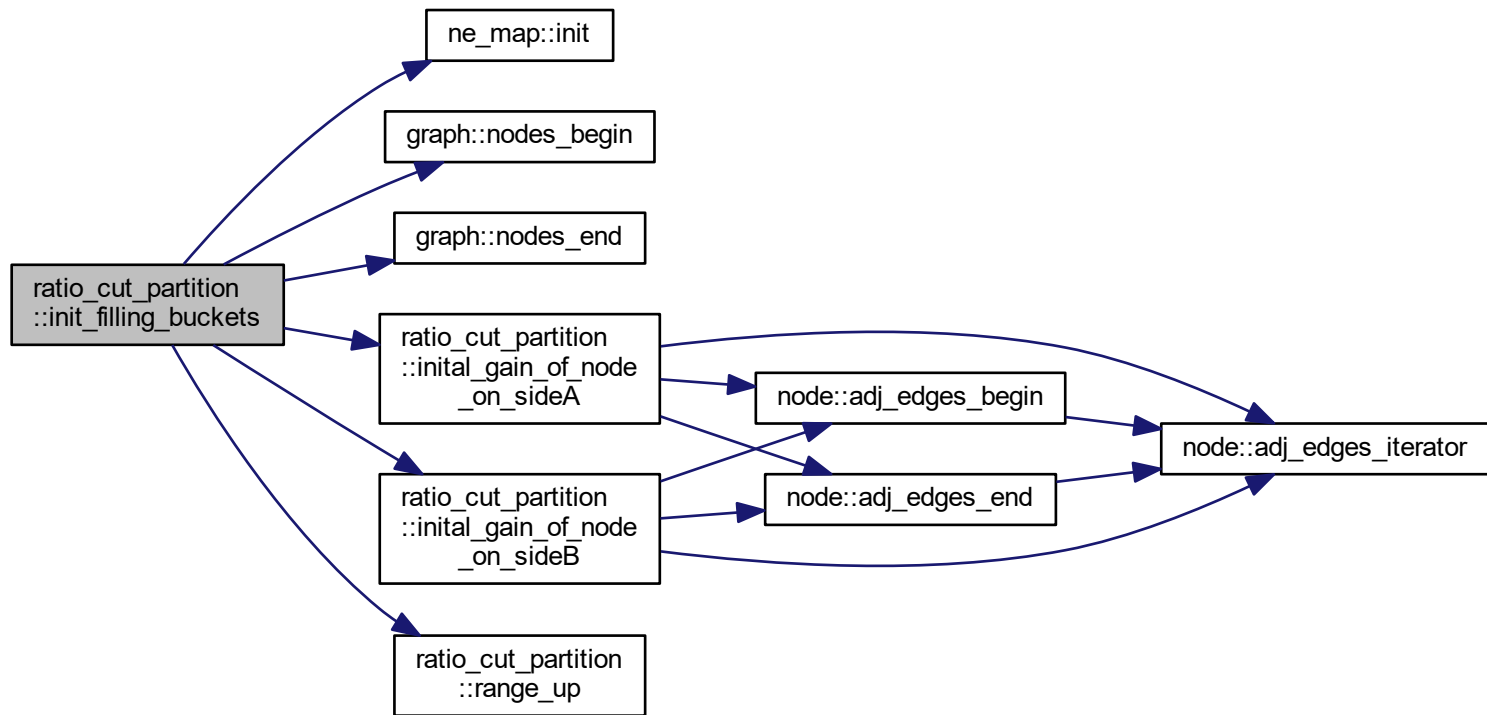 ne_map::init
graph::nodes_begin
graph::nodes_end
ratio_cut_partition
::init_filling_buckets
ratio_cut_partition
::inital_gain_of_node
_on_sideA
node::adj_edges_begin
node::adj_edges_iterator
ratio_cut_partition
::inital_gain_of_node
_on_sideB
node::adj_edges_end
ratio_cut_partition
::range_up